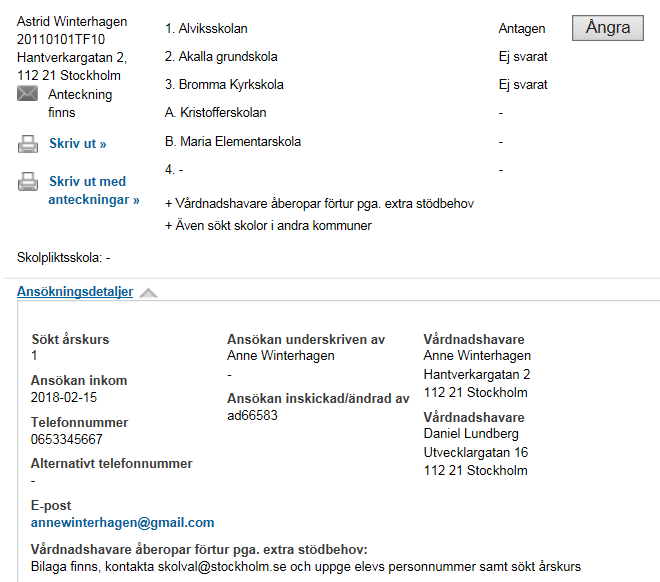 Astrid Winterhagen
20110101TF10
Hantverkargatan 2,
112 21 Stockholm
Anteckning
finns
Skriv ut »
Skriv ut med
anteckningar »
1. Alviksskolan Antagen Ångra
2. Akalla grundskola Ej svarat
3. Bromma Kyrkskola Ej svarat
A. Kristofferskolan -
B. Maria Elementarskola -
4. - -
+ Vårdnadshavare åberopar förtur pga. extra stödbehov
+ Även sökt skolor i andra kommuner
Skolpliktsskola: -
Ansökningsdetaljer
Sökt årskurs
1
Ansökan inkom
2018-02-15
Telefonnummer
0653345667
Alternativt telefonnummer
-
E-post
annewinterhagen@gmail.com
Ansökan underskriven av
Anne Winterhagen
-
Ansökan inskickad/ändrad av
ad66583
Vårdnadshavare
Anne Winterhagen
Hantverkargatan 2
112 21 Stockholm
Vårdnadshavare
Daniel Lundberg
Utvecklargatan 16
112 21 Stockholm
Vårdnadshavare åberopar förtur pga. extra stödbehov:
Bilaga finns, kontakta skolval@stockholm.se och uppge elevs personnummer samt sökt årskurs